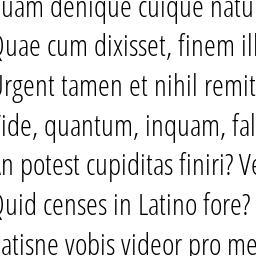 uam denique cuique natu
Quae cum dixisset, finem ill
Urgent tamen et nihil remit
ide, quantum, inquam, fal
An potest cupiditas finiri? Ve
Quid censes in Latino fore?
atisne vobis videor pro me